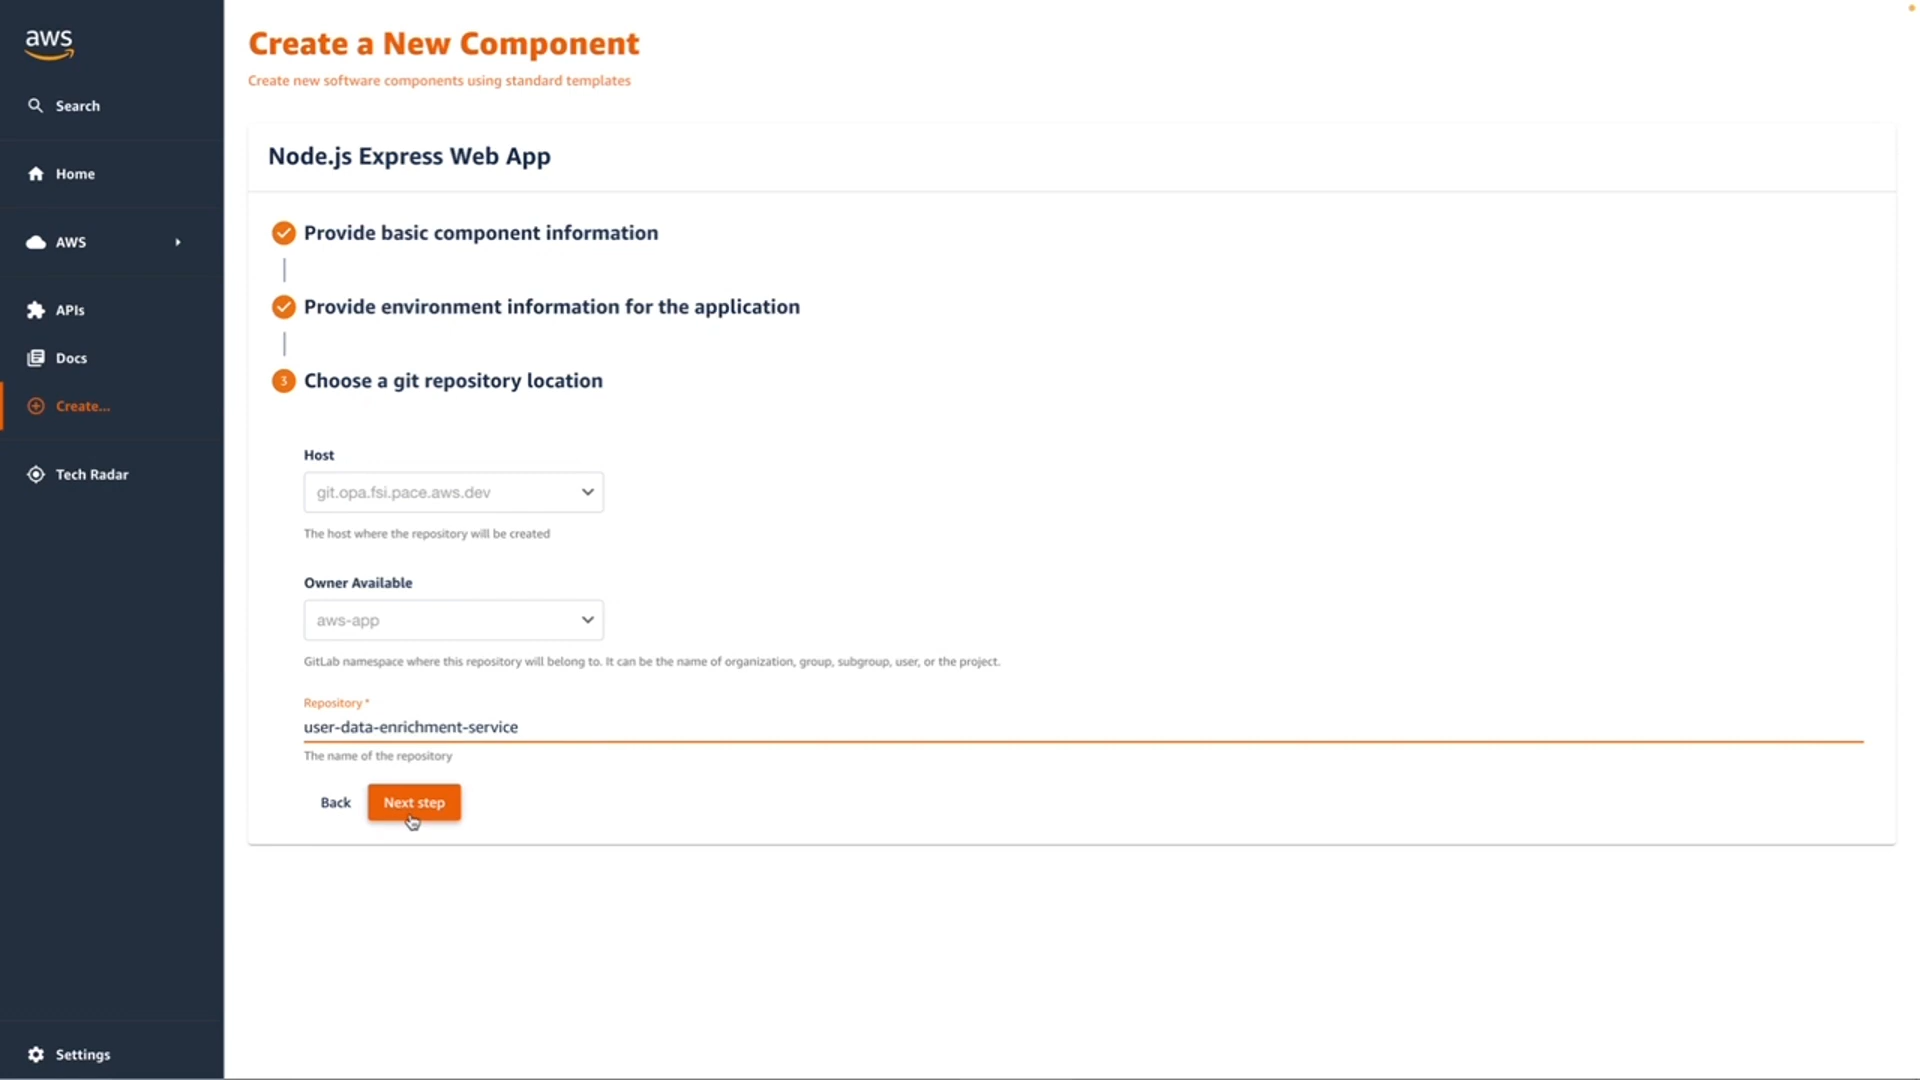 aws
Search
Home
AWS
APIs
Docs
Create...
Tech Radar
Settings
Create a New Component
Create new software components using standard templates
Node.js Express Web App
Provide basic component information
Provide environment information for the application
3 Choose a git repository location
Host
git.opa.fsi.pace.aws.dev
The host where the repository will be created
Owner Available
aws-app
GitLab namespace where this repository will belong to. It can be the name of organization, group, subgroup, user, or the project.
Repository *
user-data-enrichment-service
The name of the repository
Back Next step